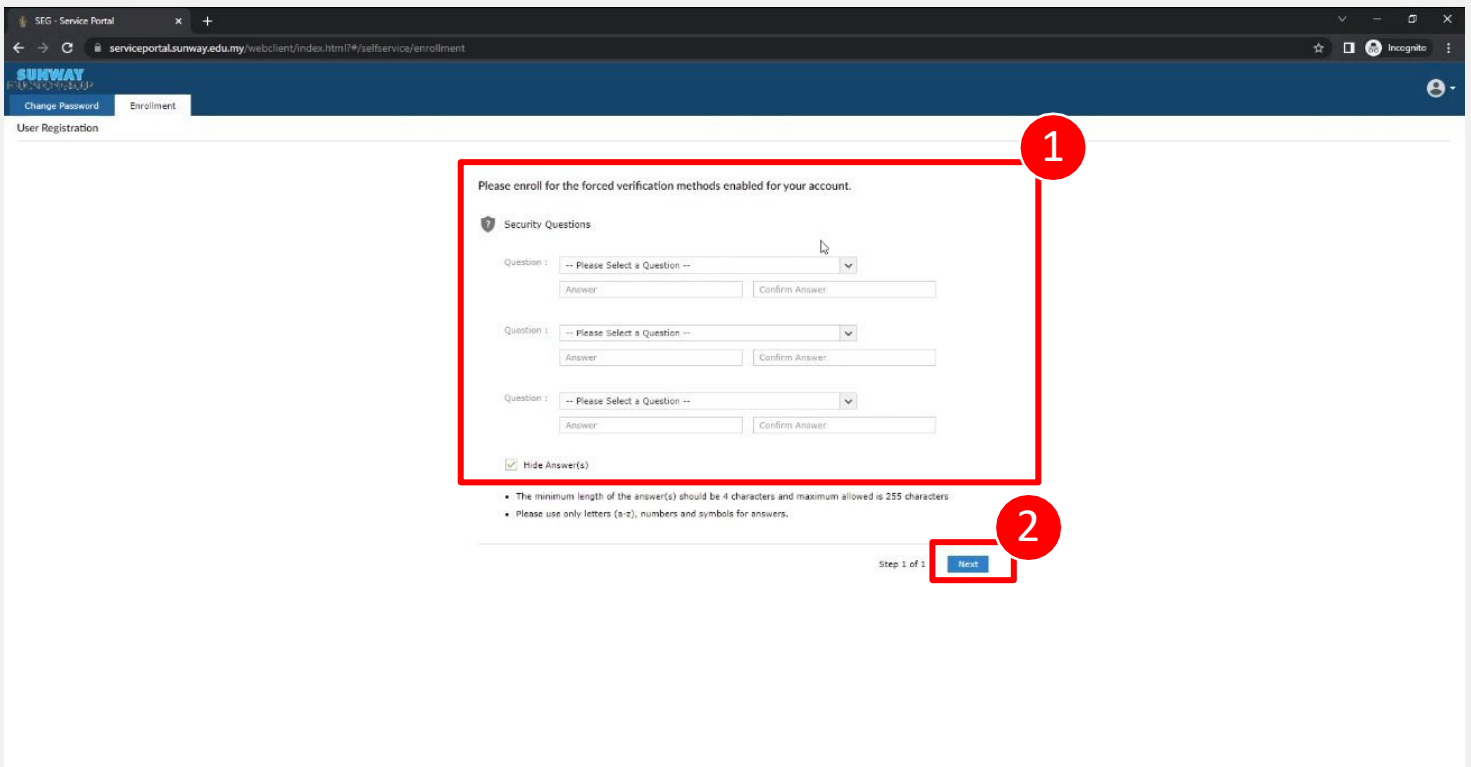 SEG - Service Portal
serviceportal.sunway.edu.my/webclient/index.html?#/selfservice/enrollment
Incognito
SUNWAY
EDUCATION GROUP
Change Password Enrollment
User Registration
1
Please enroll for the forced verification methods enabled for your account.
Security Questions
Question : -- Please Select a Question --
Answer Confirm Answer
Question : -- Please Select a Question --
Answer Confirm Answer
Question : -- Please Select a Question --
Answer Confirm Answer
Hide Answer(s)
• The minimum length of the answer(s) should be 4 characters and maximum allowed is 255 characters
• Please use only letters (a-z), numbers and symbols for answers.
2
Step 1 of 1 Next